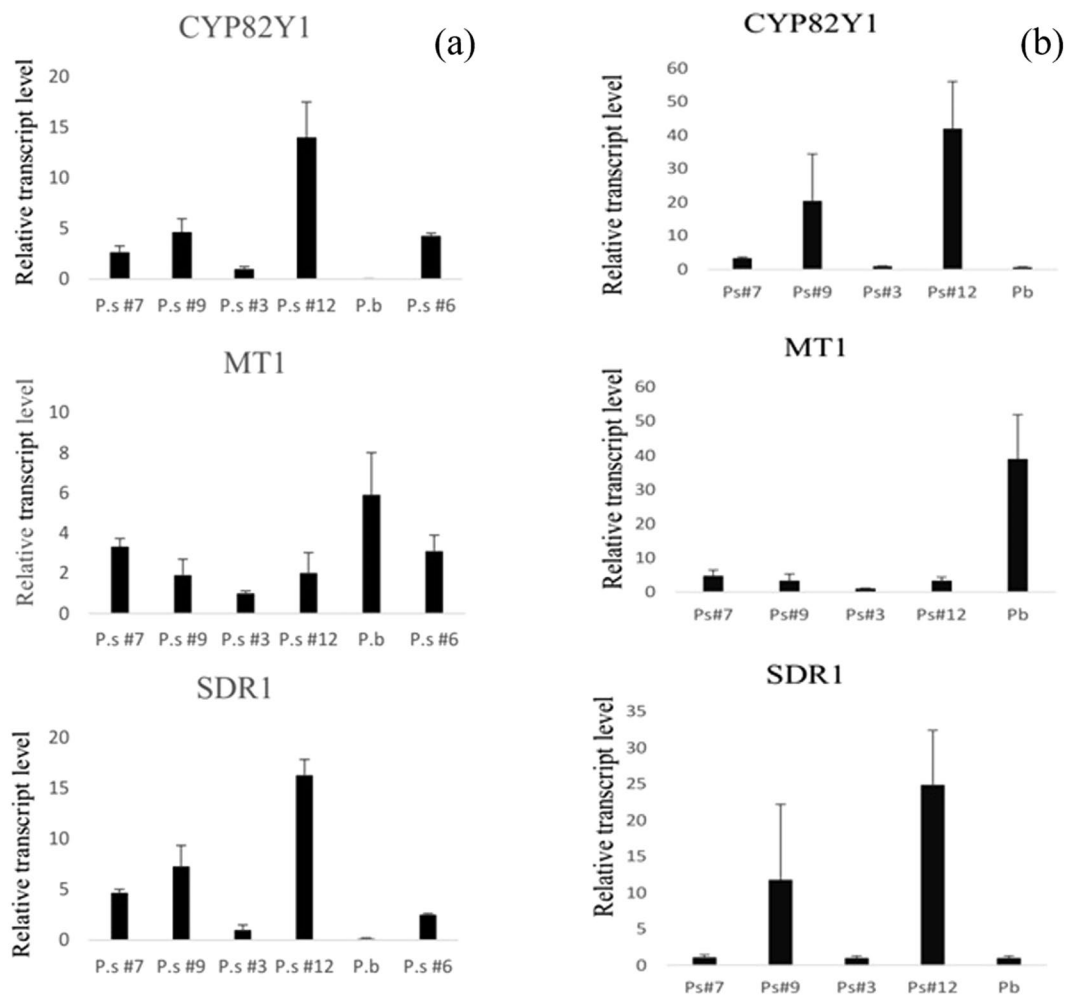 CYP82Y1
(a)
Relative transcript level
20
15
10
5
0
P.s #7 P.s #9 P.s #3 P.s #12 P.b P.s #6
MT1
Relative transcript level
10
8
6
4
2
0
P.s #7 P.s #9 P.s #3 P.s #12 P.b P.s #6
SDR1
Relative transcript level
20
15
10
5
0
P.s #7 P.s #9 P.s #3 P.s #12 P.b P.s #6
CYP82Y1
(b)
Relative transcript level
60
50
40
30
20
10
0
Ps#7 Ps#9 Ps#3 Ps#12 Pb
MT1
Relative transcript level
60
50
40
30
20
10
0
Ps#7 Ps#9 Ps#3 Ps#12 Pb
SDR1
Relative transcript level
35
30
25
20
15
10
5
0
Ps#7 Ps#9 Ps#3 Ps#12 Pb